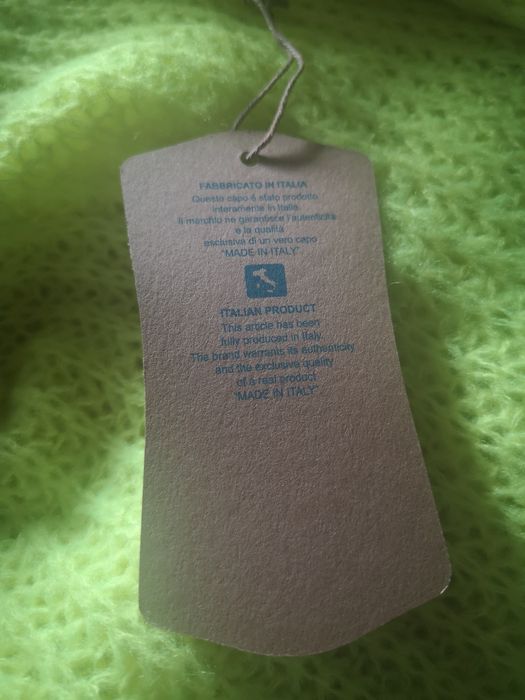 FABBRICATO IN ITALIA
Questo capo é stato prodotto
interamente in Italia.
Il marchio ne garantisce l'autenticità
e la qualità
esclusiva di un vero capo
"MADE IN ITALY"
ITALIAN PRODUCT
This article has been
fully produced in Italy.
The brand warrants its authenticity
and the exclusive quality
of a real product
"MADE IN ITALY"